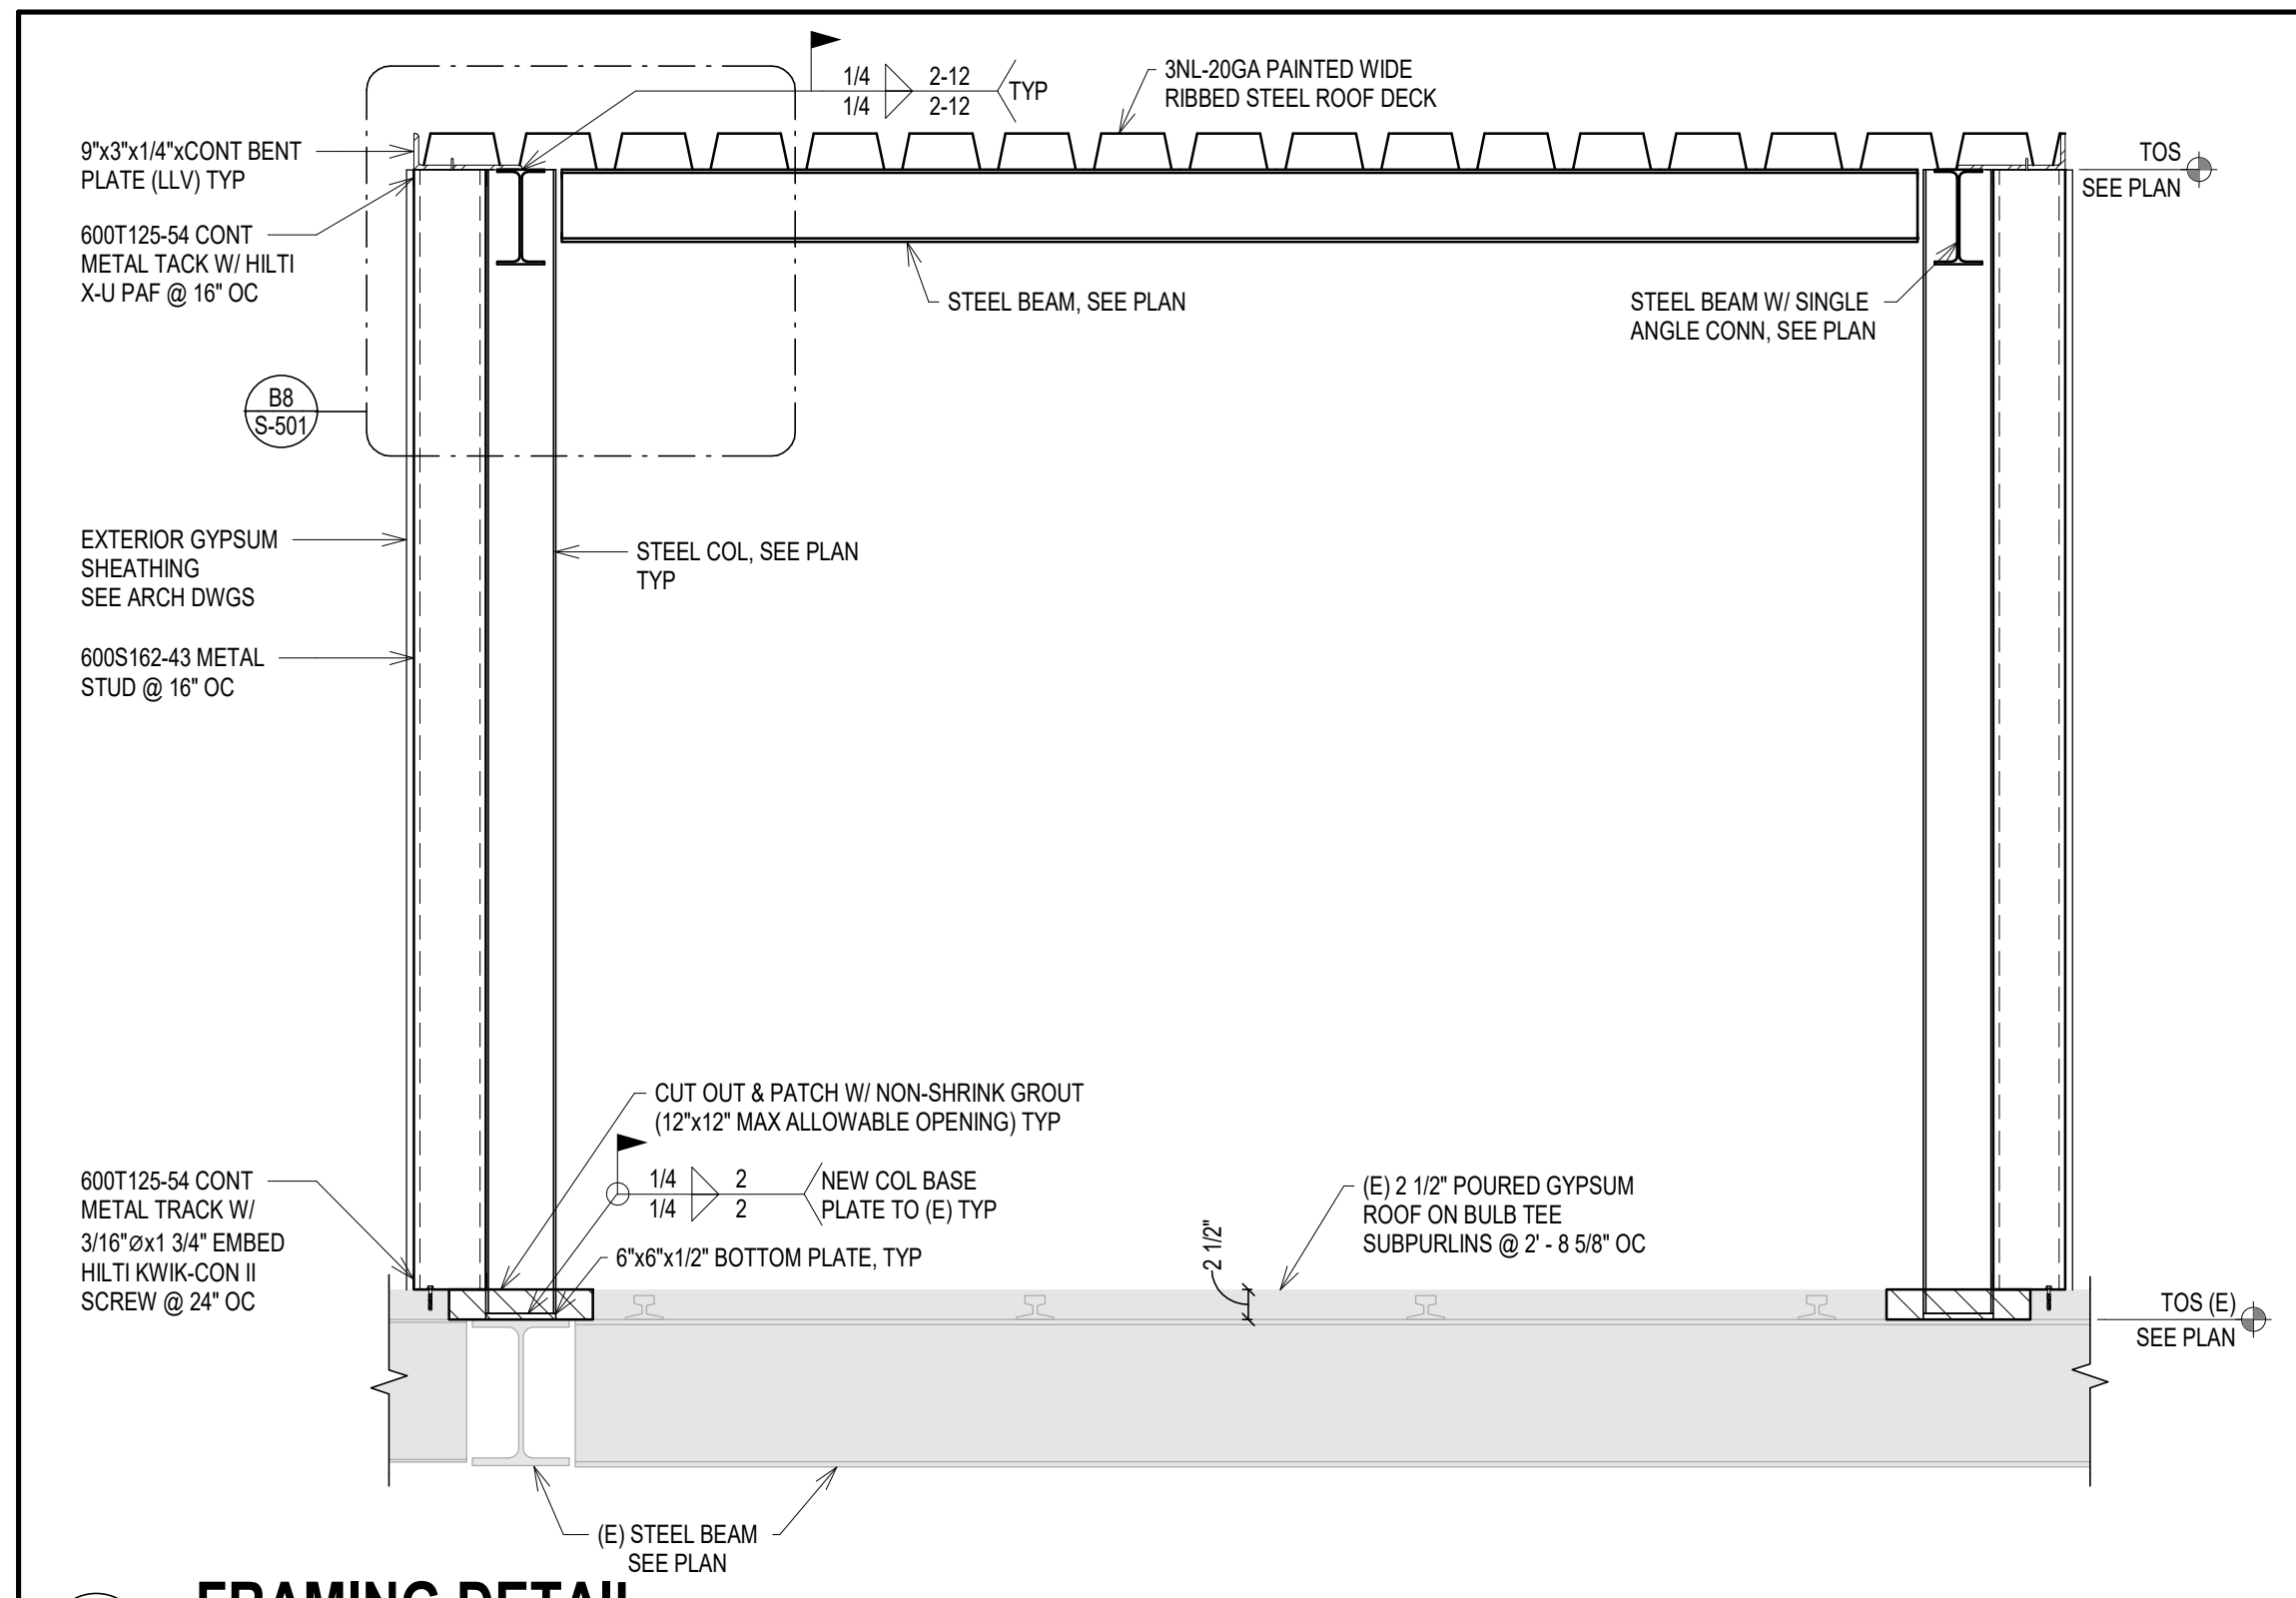 1/4 2-12
1/4 2-12
TYP
3NL-20GA PAINTED WIDE
RIBBED STEEL ROOF DECK
9"x3"x1/4"xCONT BENT
PLATE (LLV) TYP
TOS
SEE PLAN
600T125-54 CONT
METAL TACK W/ HILTI
X-U PAF @ 16" OC
STEEL BEAM, SEE PLAN
STEEL BEAM W/ SINGLE
ANGLE CONN, SEE PLAN
B8
S-501
EXTERIOR GYPSUM
SHEATHING
SEE ARCH DWGS
STEEL COL, SEE PLAN
TYP
600S162-43 METAL
STUD @ 16" OC
CUT OUT & PATCH W/ NON-SHRINK GROUT
(12"x12" MAX ALLOWABLE OPENING) TYP
1/4 2
1/4 2
NEW COL BASE
PLATE TO (E) TYP
6"x6"x1/2" BOTTOM PLATE, TYP
600T125-54 CONT
METAL TRACK W/
3/16"Øx1 3/4" EMBED
HILTI KWIK-CON II
SCREW @ 24" OC
2 1/2"
(E) 2 1/2" POURED GYPSUM
ROOF ON BULB TEE
SUBPURLINS @ 2' - 8 5/8" OC
TOS (E)
SEE PLAN
(E) STEEL BEAM
SEE PLAN
FRAMING DETAIL